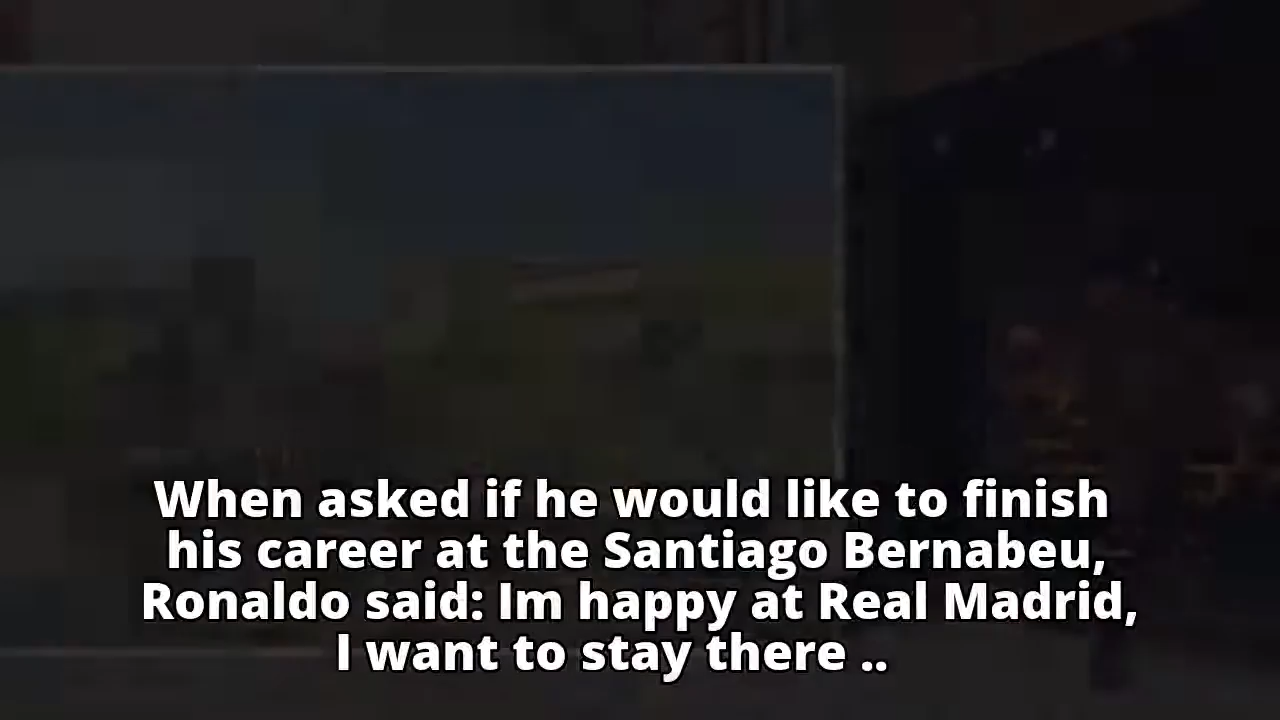 When asked if he would like to finish
his career at the Santiago Bernabeu,
Ronaldo said: Im happy at Real Madrid,
I want to stay there ..